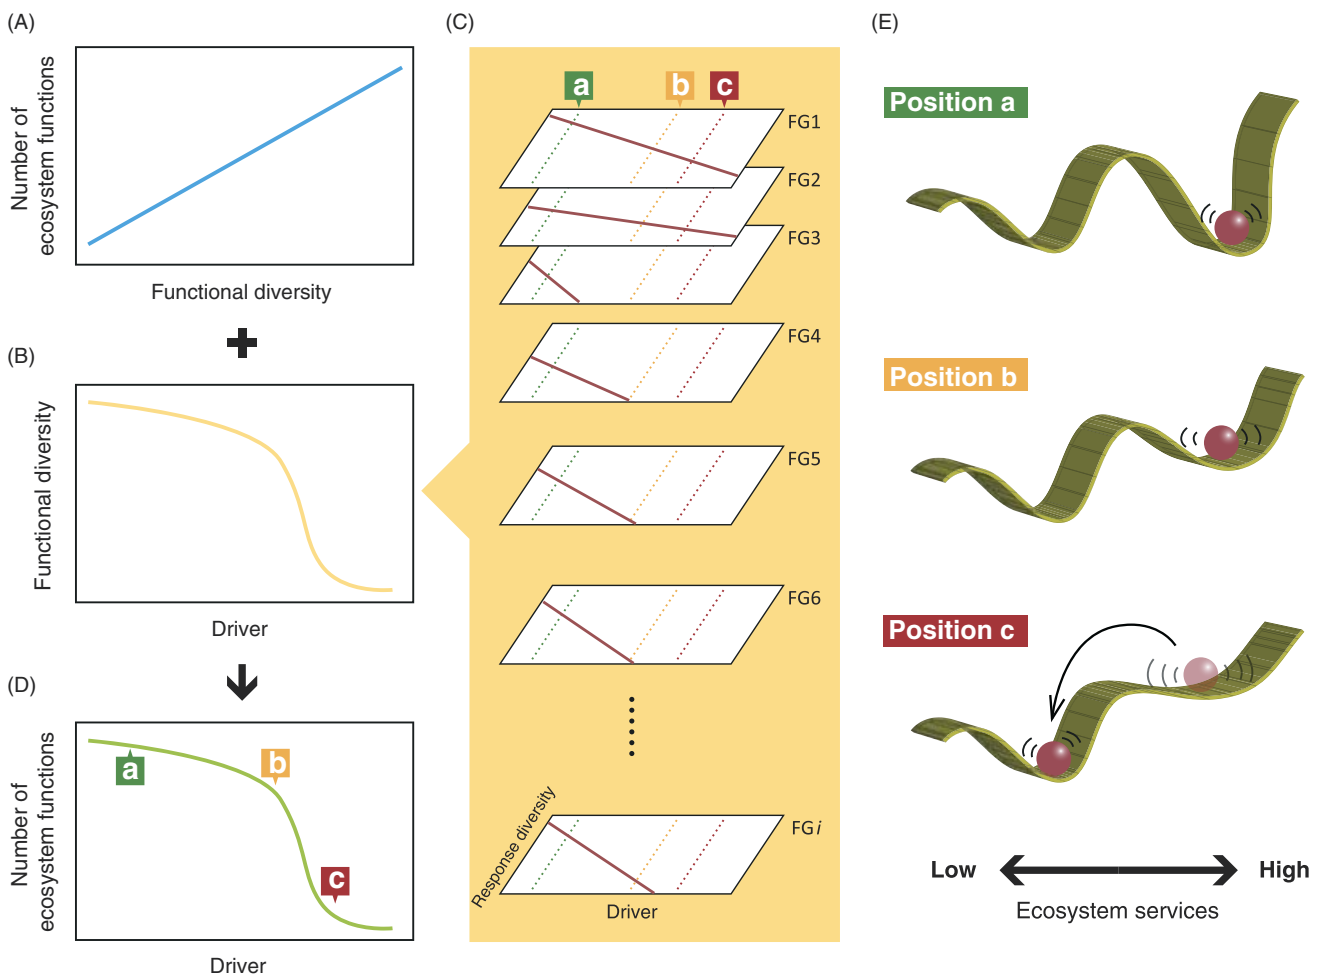 (A)
Number of
ecosystem functions
Functional diversity
(B)
Functional diversity
Driver
(D)
Number of
ecosystem functions
a
b
c
Driver
(C)
a
b
c
FG1
FG2
FG3
FG4
FG5
FG6
FGi
Response diversity
Driver
(E)
Position a
Position b
Position c
Low
High
Ecosystem services